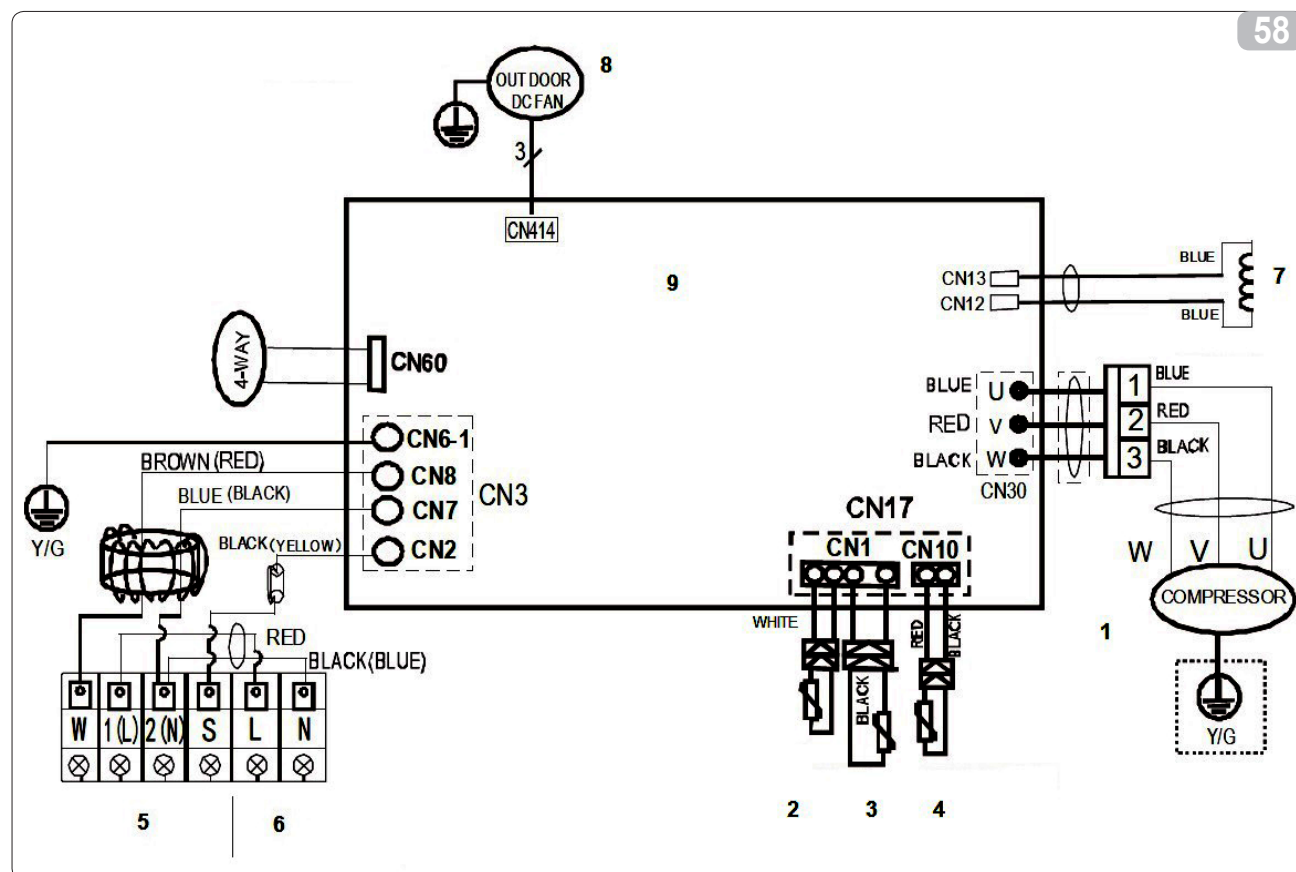 58
OUTDOOR
DC FAN
8
3
CN414
9
CN13
CN12
BLUE
BLUE
7
4-WAY
CN60
BLUE U
RED V
BLACK W
CN30
1 BLUE
2 RED
3 BLACK
CN6-1
CN8
CN7
CN2
CN3
BROWN(RED)
BLUE(BLACK)
BLACK(YELLOW)
Y/G
RED
BLACK(BLUE)
W 1(L) 2(N) S L N
5
6
CN17
CN1 CN10
WHITE
BLACK
RED
BLACK
2
3
4
W V U
COMPRESSOR
1
Y/G